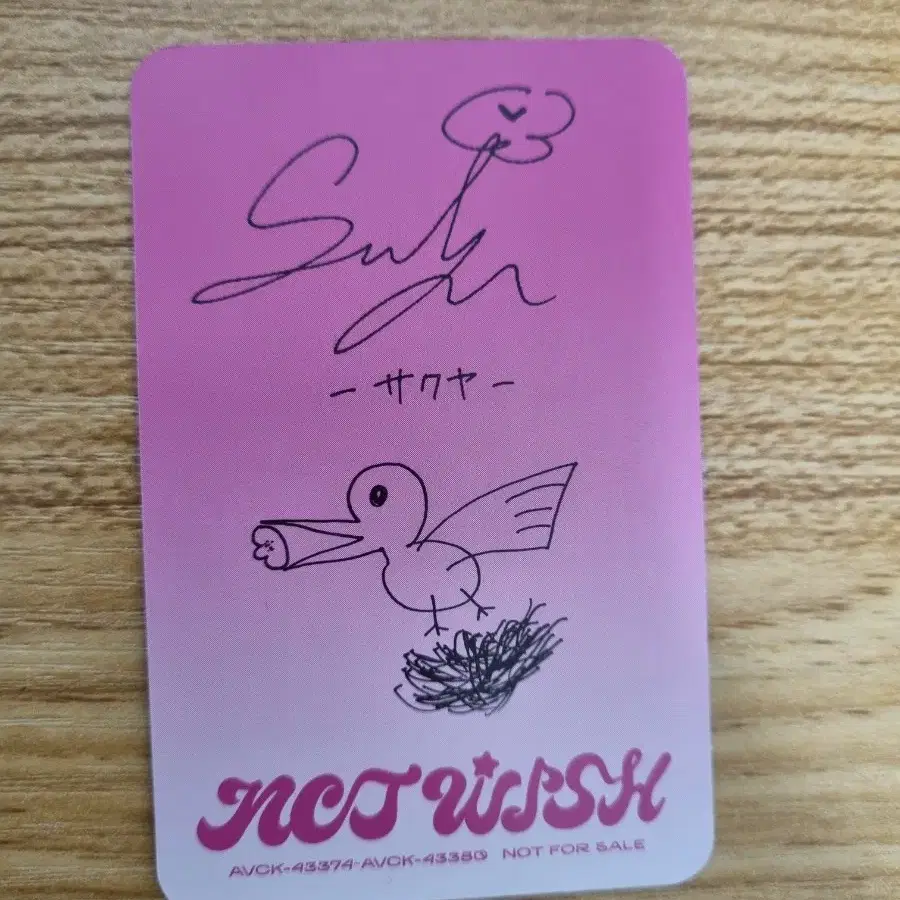 ーサクヤー
NCT WISH
AVCK-43374-AVCK-43380 NOT FOR SALE